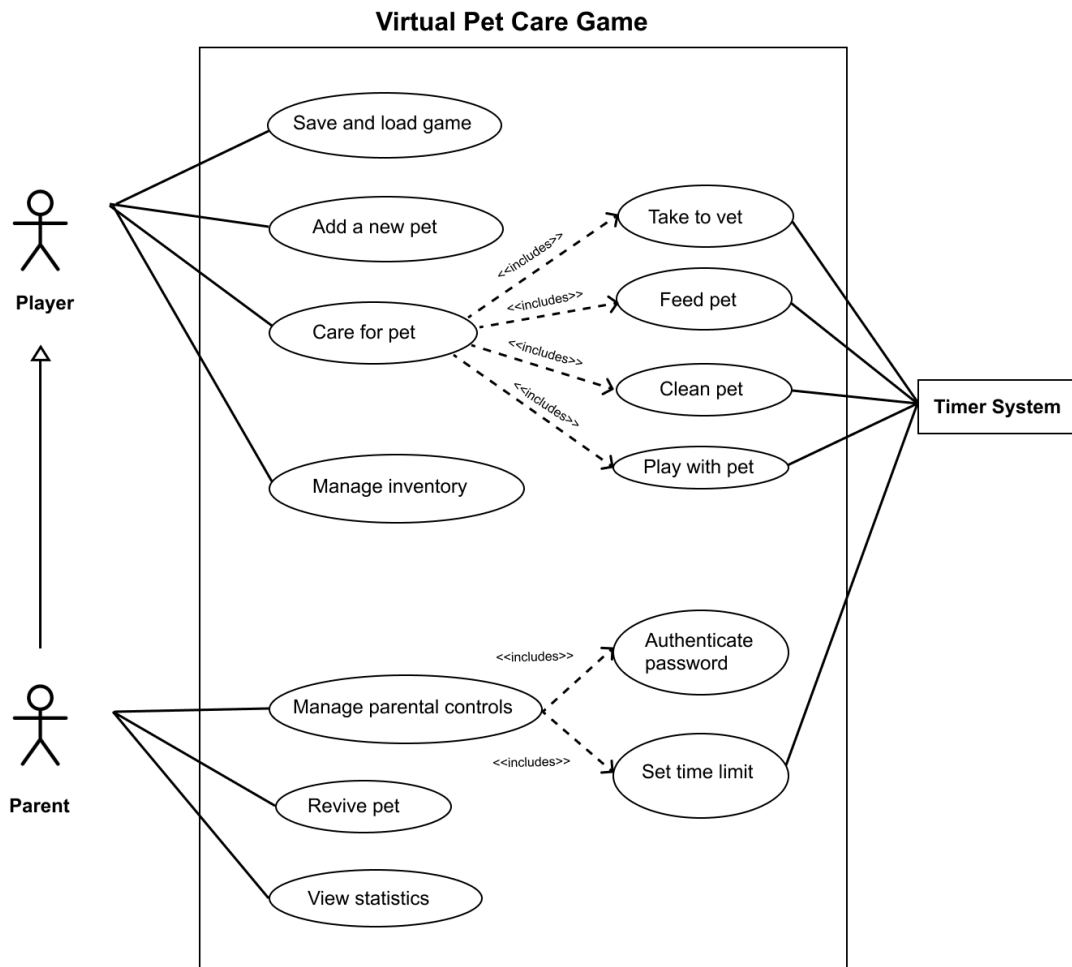 Virtual Pet Care Game
Save and load game
Take to vet
Add a new pet
<<includes>>
Player
Feed pet
<<includes>>
Care for pet
<<includes>>
Clean pet
<<includes>>
Timer System
Play with pet
Manage inventory
Authenticate
password
<<includes>>
Manage parental controls
<<includes>>
Set time limit
Parent
Revive pet
View statistics